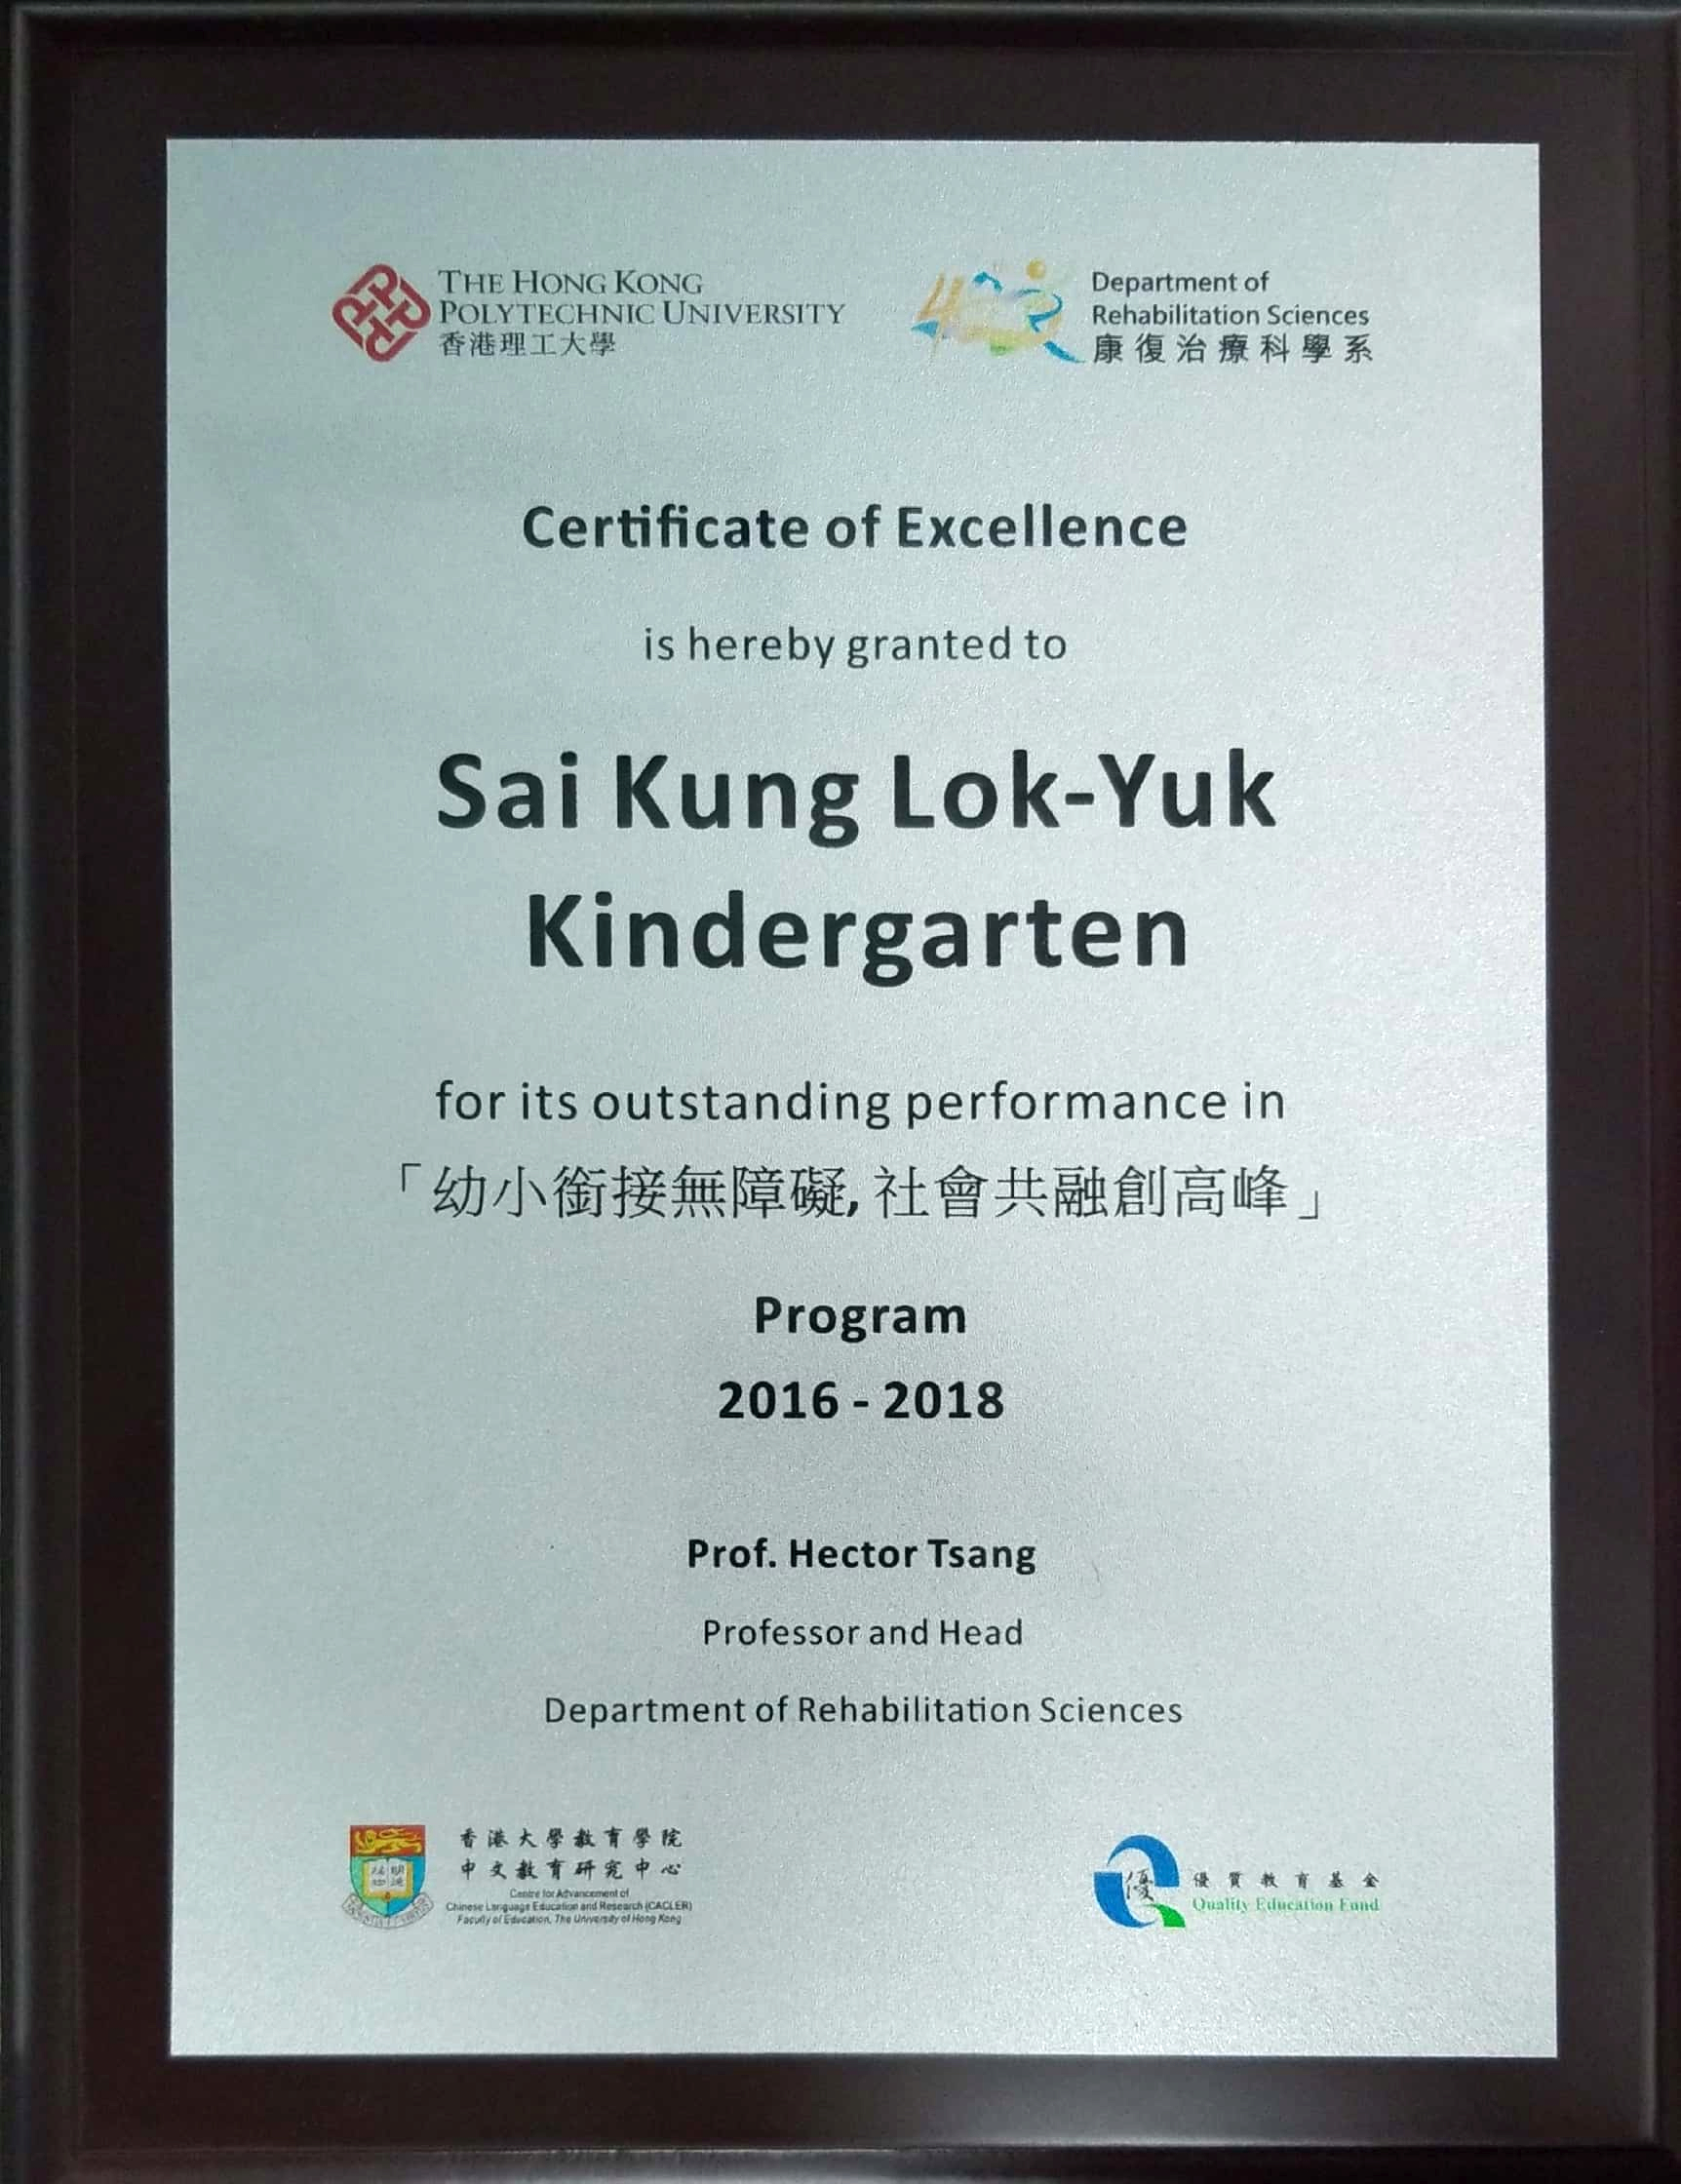 THE HONG KONG
POLYTECHNIC UNIVERSITY
香港理工大學
Department of
Rehabilitation Sciences
康復治療科學系
Certificate of Excellence
is hereby granted to
Sai Kung Lok-Yuk
Kindergarten
for its outstanding performance in
「幼小銜接無障礙, 社會共融創高峰」
Program
2016 - 2018
Prof. Hector Tsang
Professor and Head
Department of Rehabilitation Sciences
香港大學教育學院
中文教育研究中心
Centre for Advancement of
Chinese Language Education and Research (CACLER)
Faculty of Education, The University of Hong Kong
優
優質教育基金
Quality Education Fund